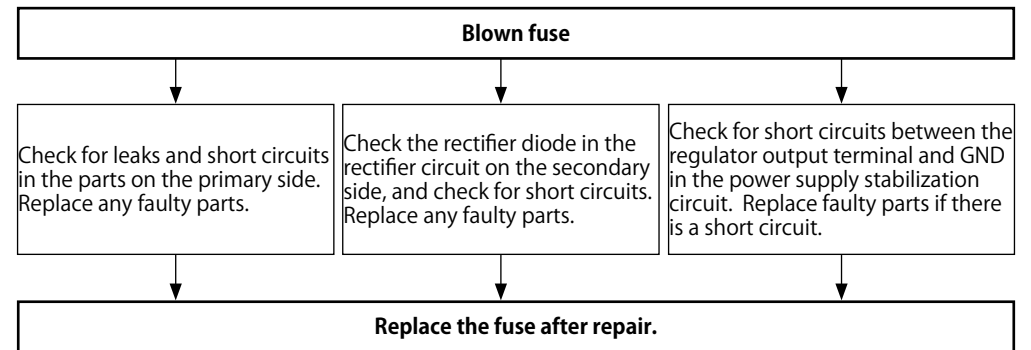 Blown fuse
Check for leaks and short circuits
in the parts on the primary side.
Replace any faulty parts.
Check the rectifier diode in the
rectifier circuit on the secondary
side, and check for short circuits.
Replace any faulty parts.
Check for short circuits between the
regulator output terminal and GND
in the power supply stabilization
circuit.  Replace faulty parts if there
is a short circuit.
Replace the fuse after repair.